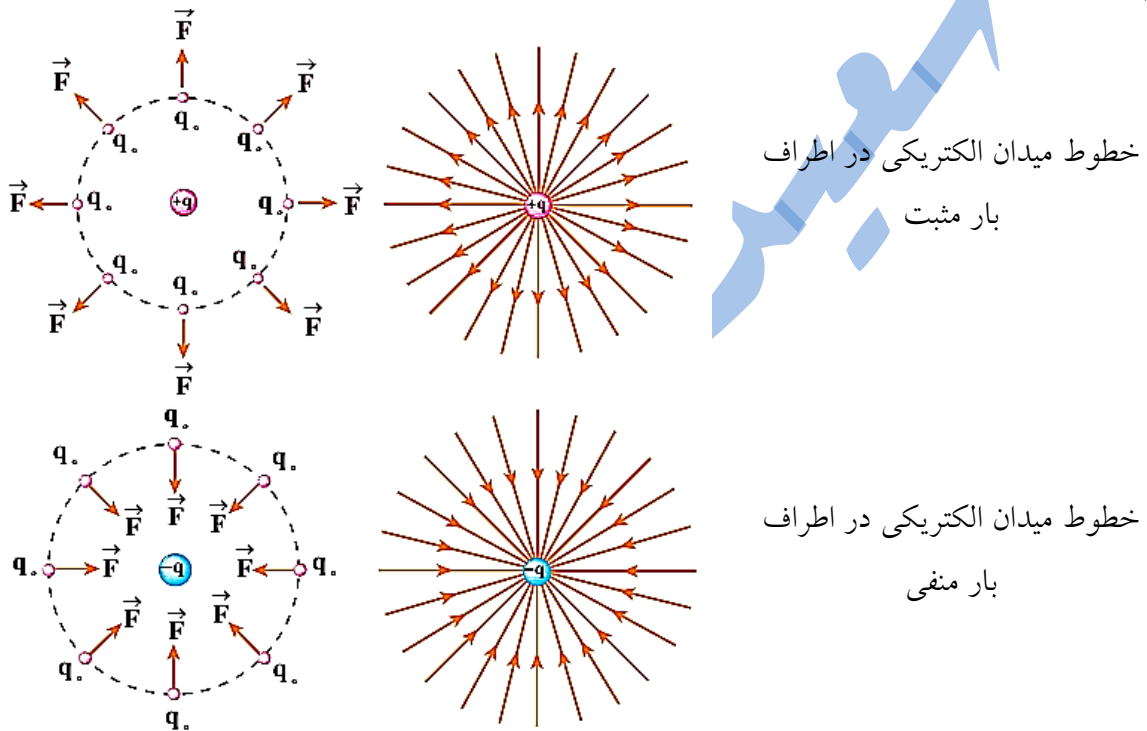 خطوط میدان الکتریکی در اطراف
بار مثبت
F F F
q。 q。 q。
F q。 +q q。 F
q。 q。 q。
F F F
+q
خطوط میدان الکتریکی در اطراف
بار منفی
q。 q。 q。
F F F
q。 F -q F q。
F F F
q。 q。 q。
-q